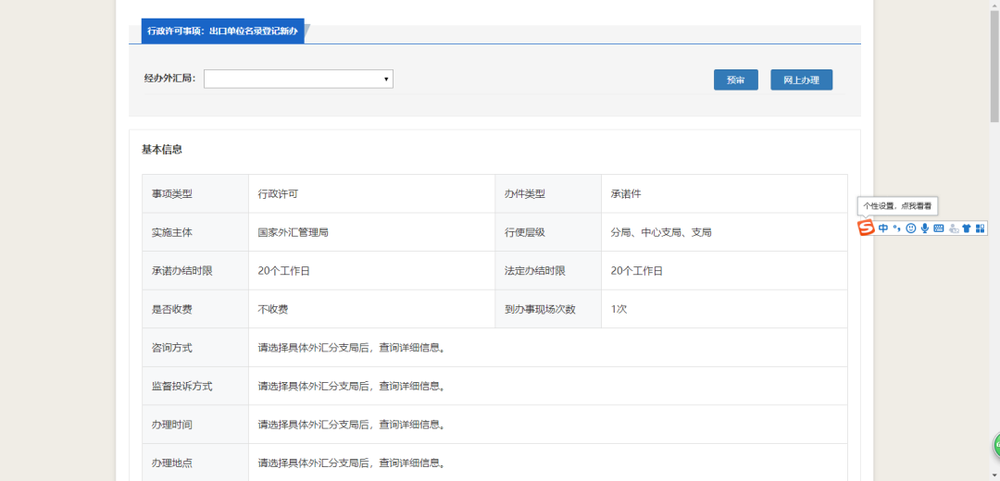 行政许可事项：出口单位名录登记新办
经办外汇局：
预审 网上办理
基本信息
事项类型 行政许可 办件类型 承诺件
实施主体 国家外汇管理局 行使层级 分局、中心支局、支局
承诺办结时限 20个工作日 法定办结时限 20个工作日
是否收费 不收费 到办事现场次数 1次
咨询方式 请选择具体外汇分支局后，查询详细信息。
监督投诉方式 请选择具体外汇分支局后，查询详细信息。
办理时间 请选择具体外汇分支局后，查询详细信息。
办理地点 请选择具体外汇分支局后，查询详细信息。
个性设置，点我看看
S 中